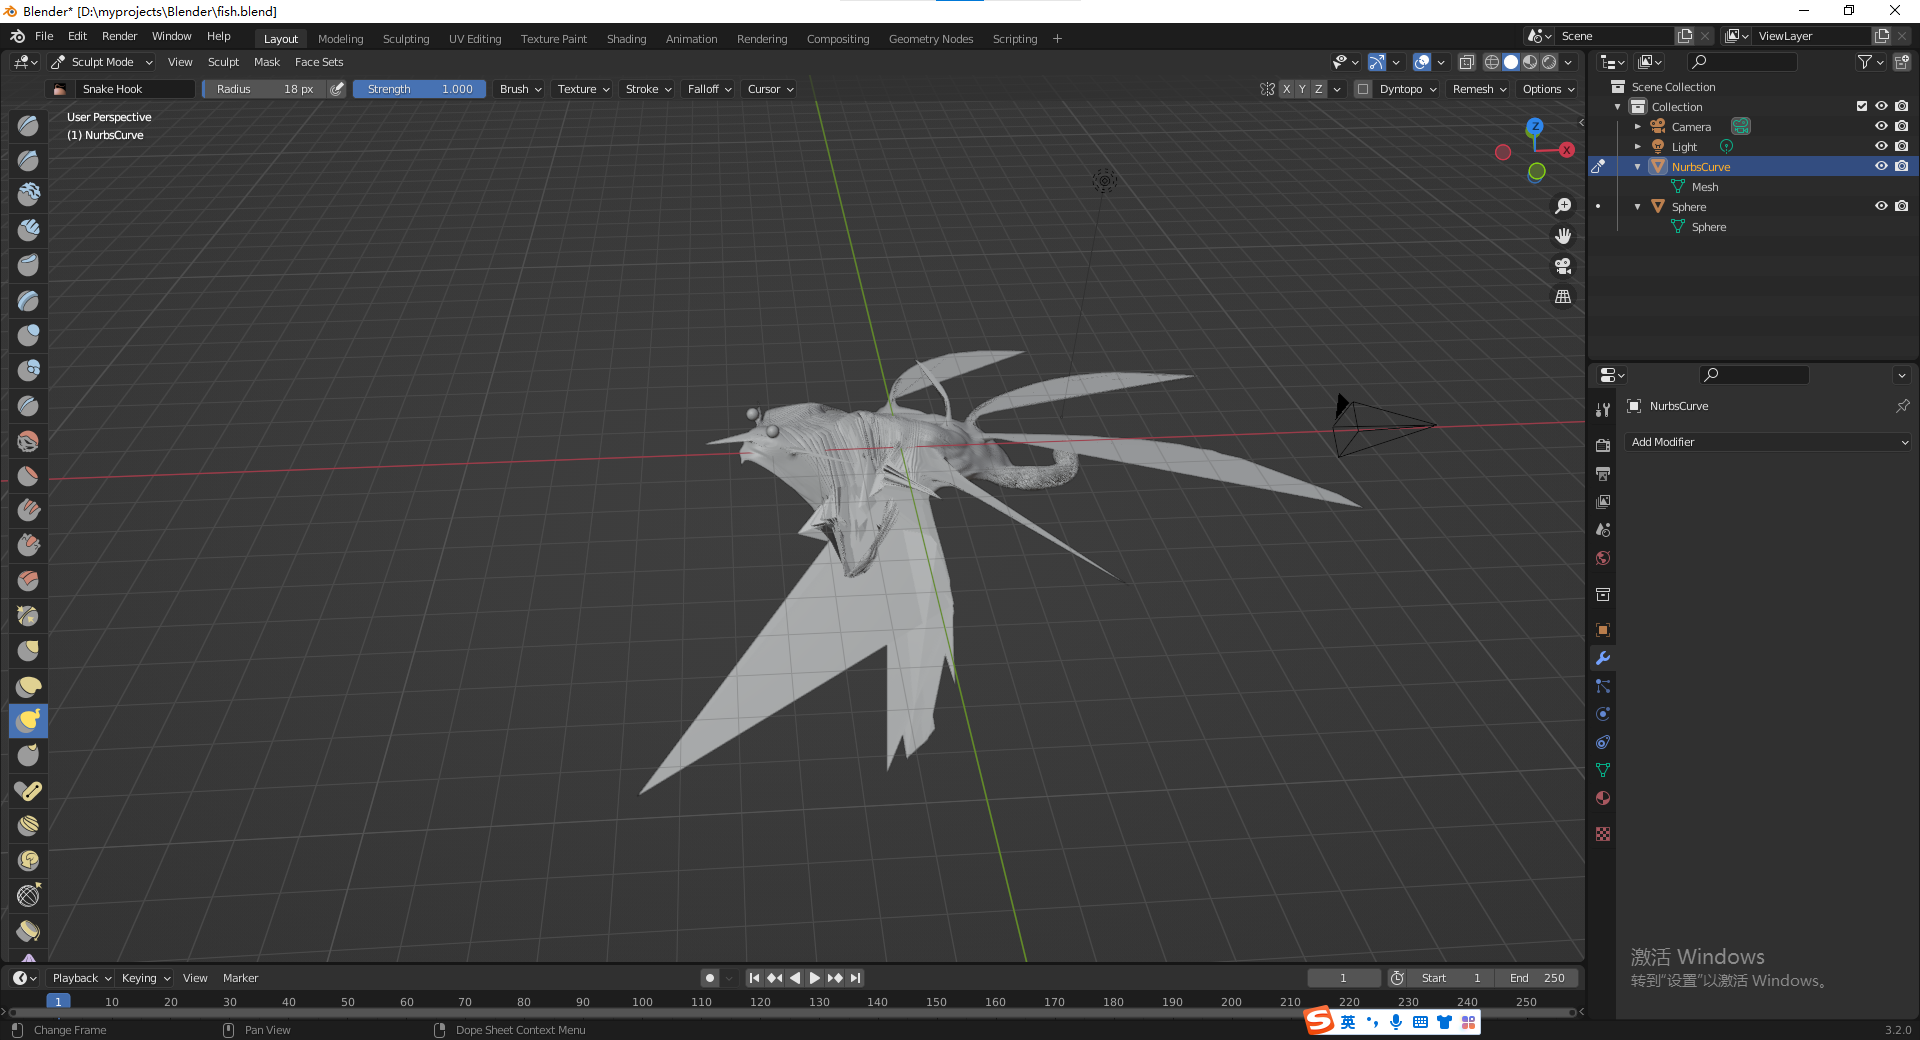 Blender* [D:\myprojects\Blender\fish.blend]
File Edit Render Window Help Layout Modeling Sculpting UV Editing Texture Paint Shading Animation Rendering Compositing Geometry Nodes Scripting + Scene ViewLayer
Sculpt Mode View Sculpt Mask Face Sets
Snake Hook Radius 18 px Strength 1.000 Brush Texture Stroke Falloff Cursor X Y Z Dyntopo Remesh Options
User Perspective
(1) NurbsCurve
Z
X
Scene Collection
Collection
Camera
Light
NurbsCurve
Mesh
Sphere
Sphere
NurbsCurve
Add Modifier
激活 Windows
转到“设置”以激活 Windows。
Playback Keying View Marker 1 Start 1 End 250
1 10 20 30 40 50 60 70 80 90 100 110 120 130 140 150 160 170 180 190 200 210 220 230 240 250
S 英
Change Frame Pan View Dope Sheet Context Menu 3.2.0